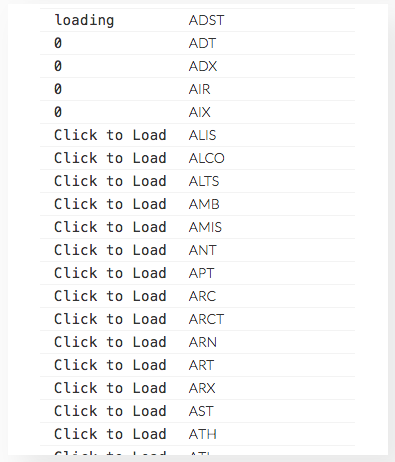 loading ADST
0 ADT
0 ADX
0 AIR
0 AIX
Click to Load ALIS
Click to Load ALCO
Click to Load ALTS
Click to Load AMB
Click to Load AMIS
Click to Load ANT
Click to Load APT
Click to Load ARC
Click to Load ARCT
Click to Load ARN
Click to Load ART
Click to Load ARX
Click to Load AST
Click to Load ATH
Click to Load